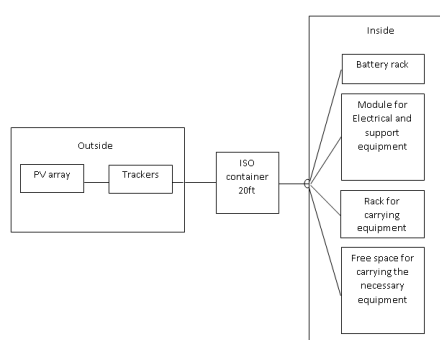 Inside
Battery rack
Module for
Electrical and
support
equipment
Outside
PV array
Trackers
ISO
container
20ft
Rack for
carrying
equipment
Free space for
carrying the
necessary
equipment